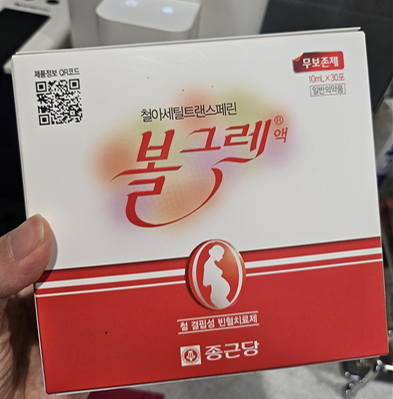 제품정보 QR코드
무보존제
10mL×30포
일반의약품
철아세틸트랜스페린
볼그레®액
철 결핍성 빈혈치료제
종근당